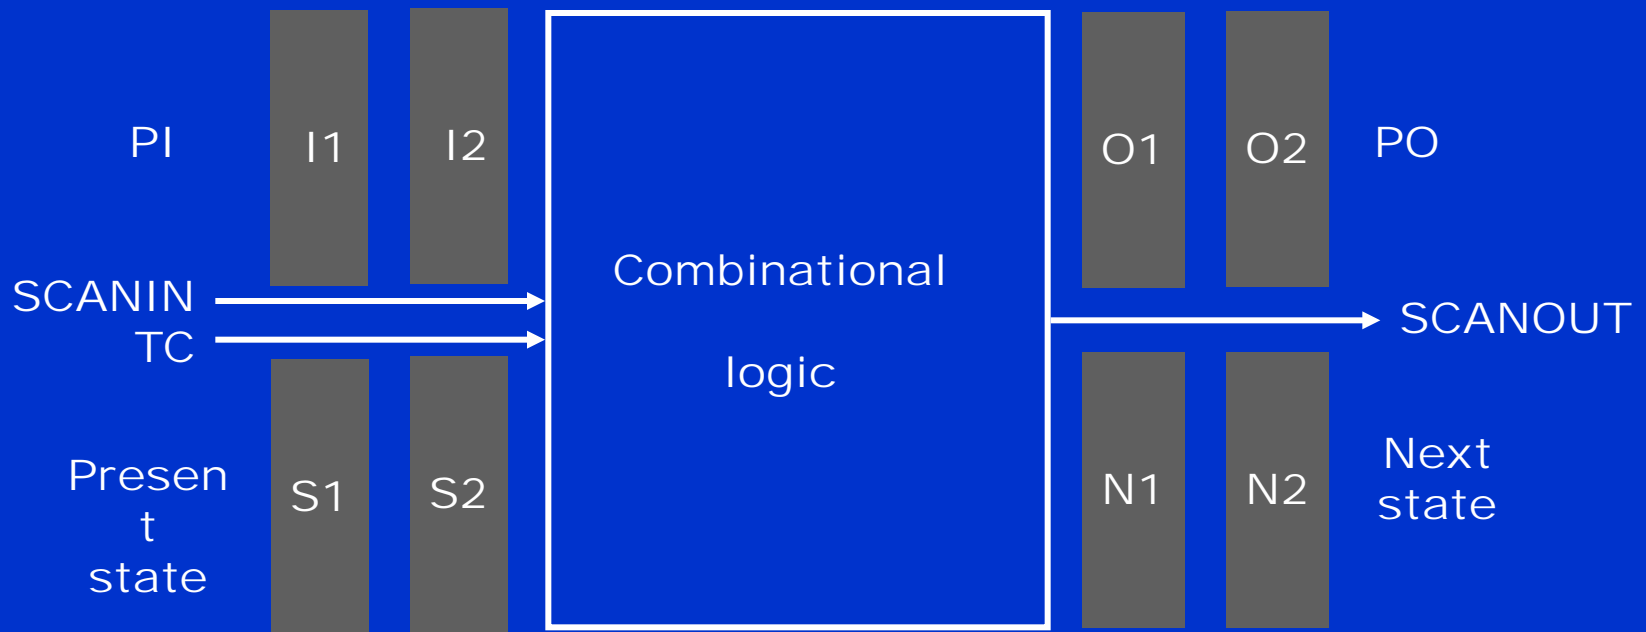 PI
I1
I2
Combinational
logic
O1
O2
PO
SCANIN
TC
SCANOUT
Presen
t
state
S1
S2
N1
N2
Next
state